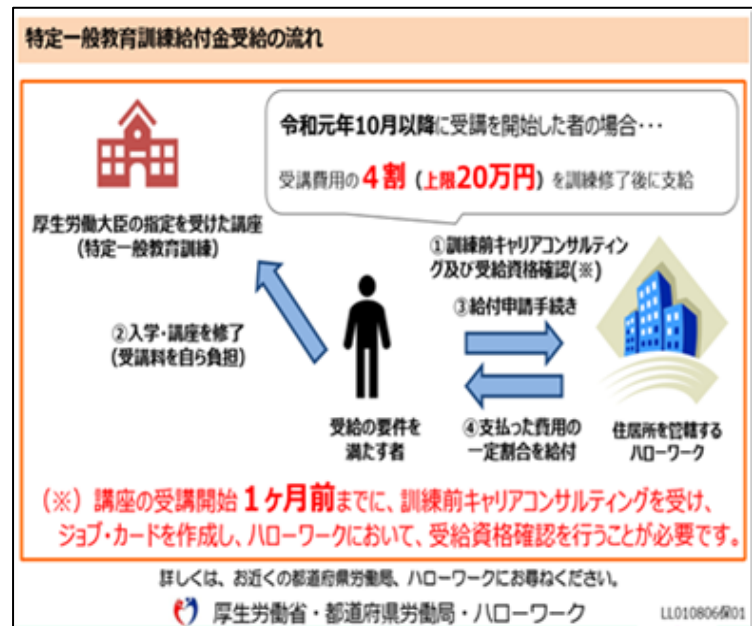 特定一般教育訓練給付金受給の流れ
令和元年10月以降に受講を開始した者の場合･･･
受講費用の4割（上限20万円）を訓練修了後に支給
厚生労働大臣の指定を受けた講座
(特定一般教育訓練)
①訓練前キャリアコンサルティン
グ及び受給資格確認(※)
③給付申請手続き
②入学･講座を修了
(受講料を自ら負担)
受給の要件を
満たす者
④支払った費用の
一定割合を給付
住居所を管轄する
ハローワーク
（※）講座の受講開始１ヶ月前までに、訓練前キャリアコンサルティングを受け、
ジョブ･カードを作成し、ハローワークにおいて、受給資格確認を行うことが必要です。
詳しくは、お近くの都道府県労働局、ハローワークにお尋ねください。
厚生労働省・都道府県労働局・ハローワーク